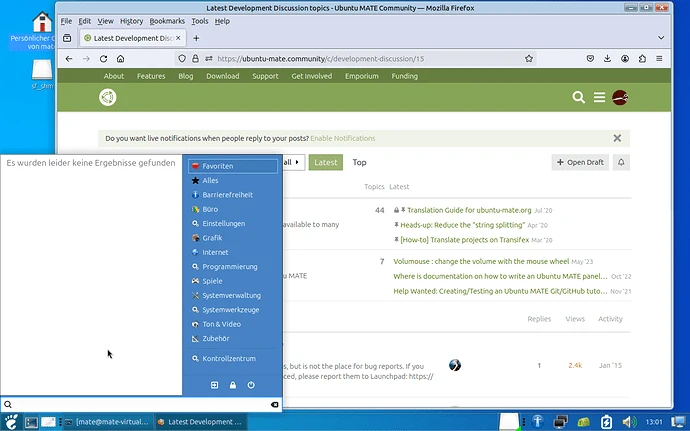 Latest Development Discussion topics - Ubuntu MATE Community — Mozilla Firefox
File Edit View History Bookmarks Tools Help
Latest Development Disc
https://ubuntu-mate.community/c/development-discussion/15
About Features Blog Download Support Get Involved Emporium Funding
Do you want live notifications when people reply to your posts? Enable Notifications
all Latest Top Open Draft
Topics Latest
44 Translation Guide for ubuntu-mate.org Jul '20
available to many Heads-up: Reduce the "string splitting" Apr '20
[How-to] Translate projects on Transifex Mar '20
7 Volumouse : change the volume with the mouse wheel May '23
u MATE Where is documentation on how to write an Ubuntu MATE panel... Oct '22
Help Wanted: Creating/Testing an Ubuntu MATE Git/GitHub tuto... Nov '21
Replies Views Activity
s, but is not the place for bug reports. If you
ced, please report them to Launchpad: https://
1 2.4k Jan '15
Persönlicher O
von mate
sf_shm
Es wurden leider keine Ergebnisse gefunden
Favoriten
Alles
Barrierefreiheit
Büro
Einstellungen
Grafik
Internet
Programmierung
Spiele
Systemverwaltung
Systemwerkzeuge
Ton & Video
Zubehör
Kontrollzentrum
[mate@mate-virtual... Latest Development ... 13:01